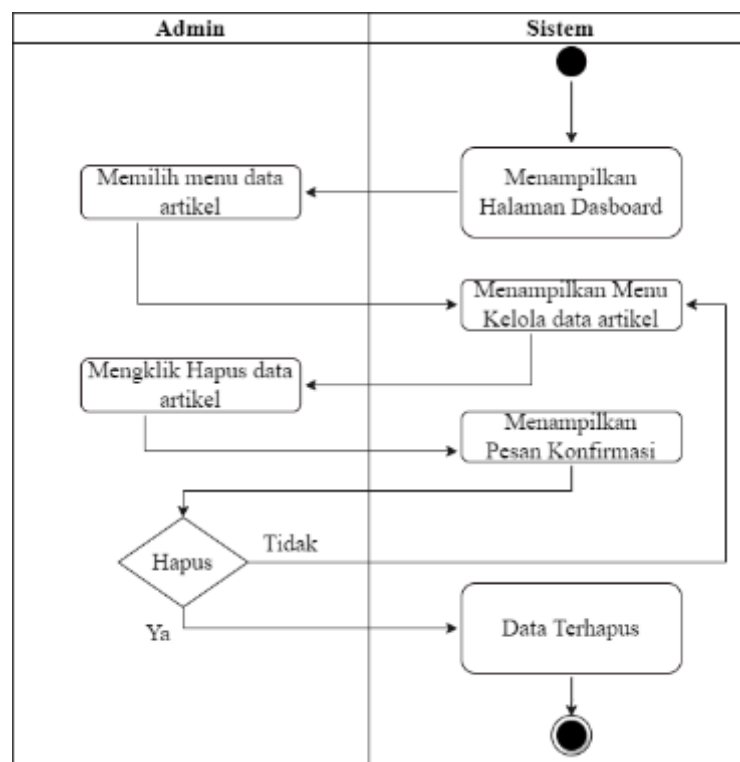 Admin
Sistem
Menampilkan
Halaman Dasboard
Memilih menu data
artikel
Menampilkan Menu
Kelola data artikel
Mengklik Hapus data
artikel
Menampilkan
Pesan Konfirmasi
Hapus
Tidak
Ya
Data Terhapus